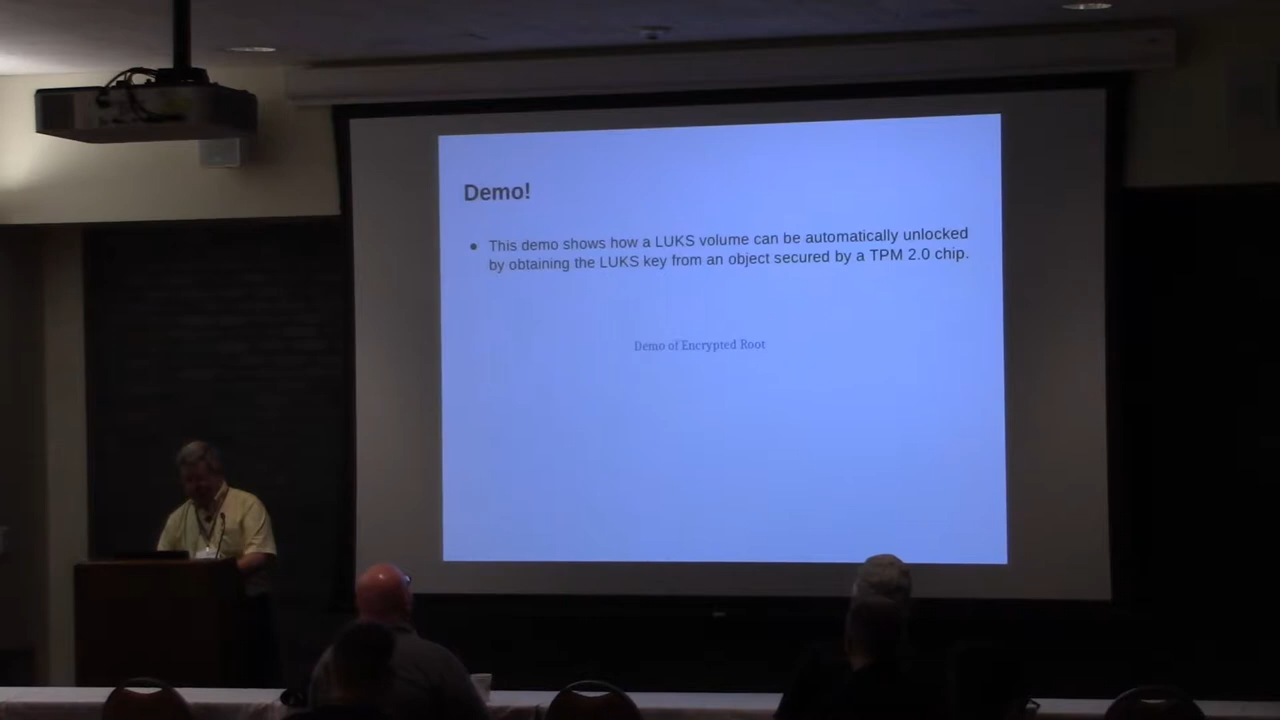 Demo!
● This demo shows how a LUKS volume can be automatically unlocked
by obtaining the LUKS key from an object secured by a TPM 2.0 chip.
Demo of Encrypted Root